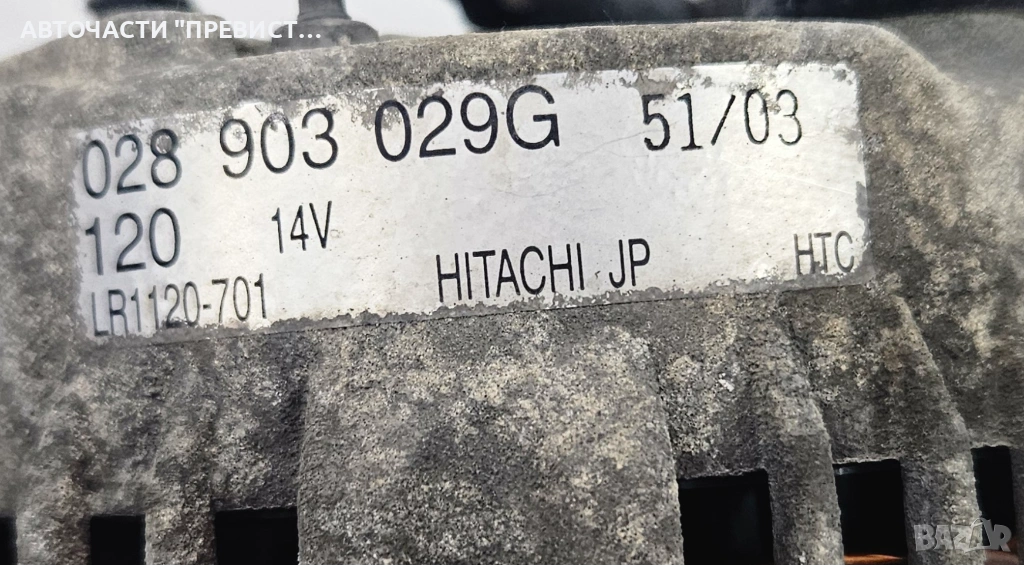 АВТОЧАСТИ "ПРЕВИСТ...
028 903 029G 51/03
120 14V
LR1120-701 HITACHI JP HTC
BAZAR